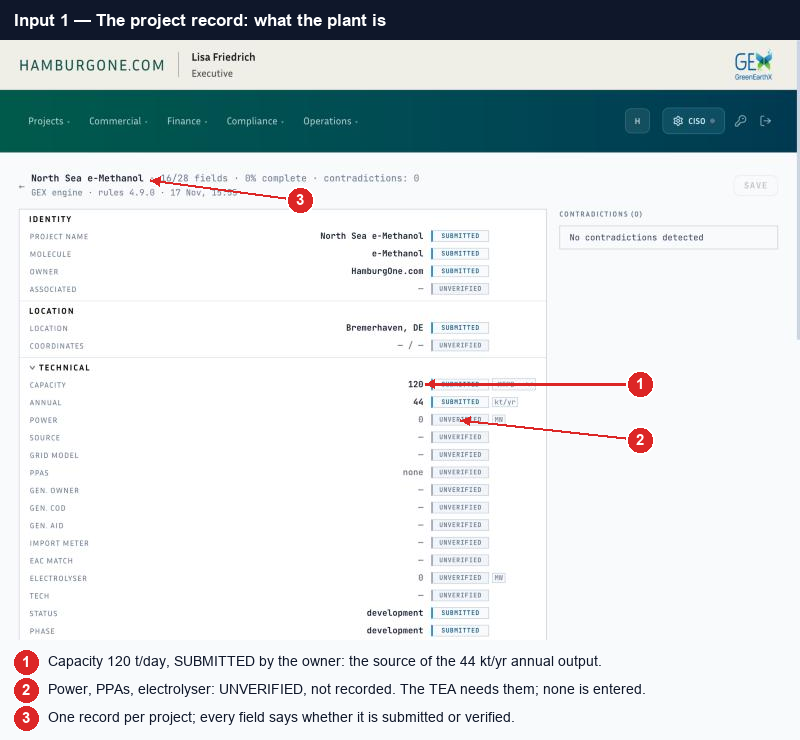 Input 1 — The project record: what the plant is
HAMBURGONE.COM
Lisa Friedrich
Executive
GEX
GreenEarthX
Projects
Commercial
Finance
Compliance
Operations
H
CISO
← North Sea e-Methanol 16/28 fields · 0% complete · contradictions: 0
GEX engine · rules 4.9.0 · 17 Nov,
SAVE
3
IDENTITY
PROJECT NAME North Sea e-Methanol SUBMITTED
MOLECULE e-Methanol SUBMITTED
OWNER HamburgOne.com SUBMITTED
ASSOCIATED — UNVERIFIED
LOCATION
LOCATION Bremerhaven, DE SUBMITTED
COORDINATES — / — UNVERIFIED
TECHNICAL
CAPACITY 120 SUBMITTED
ANNUAL 44 SUBMITTED kt/yr
POWER 0 UNVERIFIED MW
SOURCE — UNVERIFIED
GRID MODEL — UNVERIFIED
PPAS none UNVERIFIED
GEN. OWNER — UNVERIFIED
GEN. COD — UNVERIFIED
GEN. AID — UNVERIFIED
IMPORT METER — UNVERIFIED
EAC MATCH — UNVERIFIED
ELECTROLYSER 0 UNVERIFIED MW
TECH — UNVERIFIED
STATUS development SUBMITTED
PHASE development SUBMITTED
CONTRADICTIONS (0)
No contradictions detected
1
2
1 Capacity 120 t/day, SUBMITTED by the owner: the source of the 44 kt/yr annual output.
2 Power, PPAs, electrolyser: UNVERIFIED, not recorded. The TEA needs them; none is entered.
3 One record per project; every field says whether it is submitted or verified.